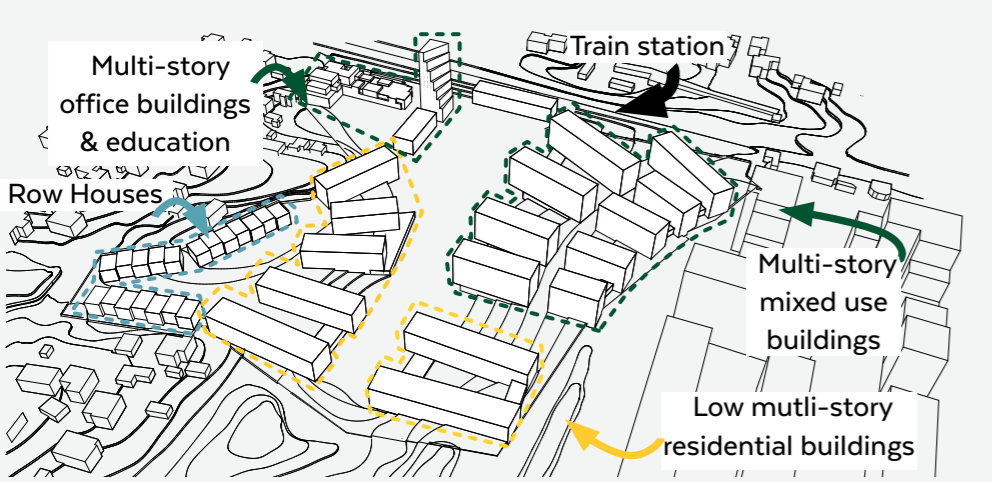 Train station
Multi-story
office buildings
& education
Row Houses
Multi-story
mixed use
buildings
Low mutli-story
residential buildings